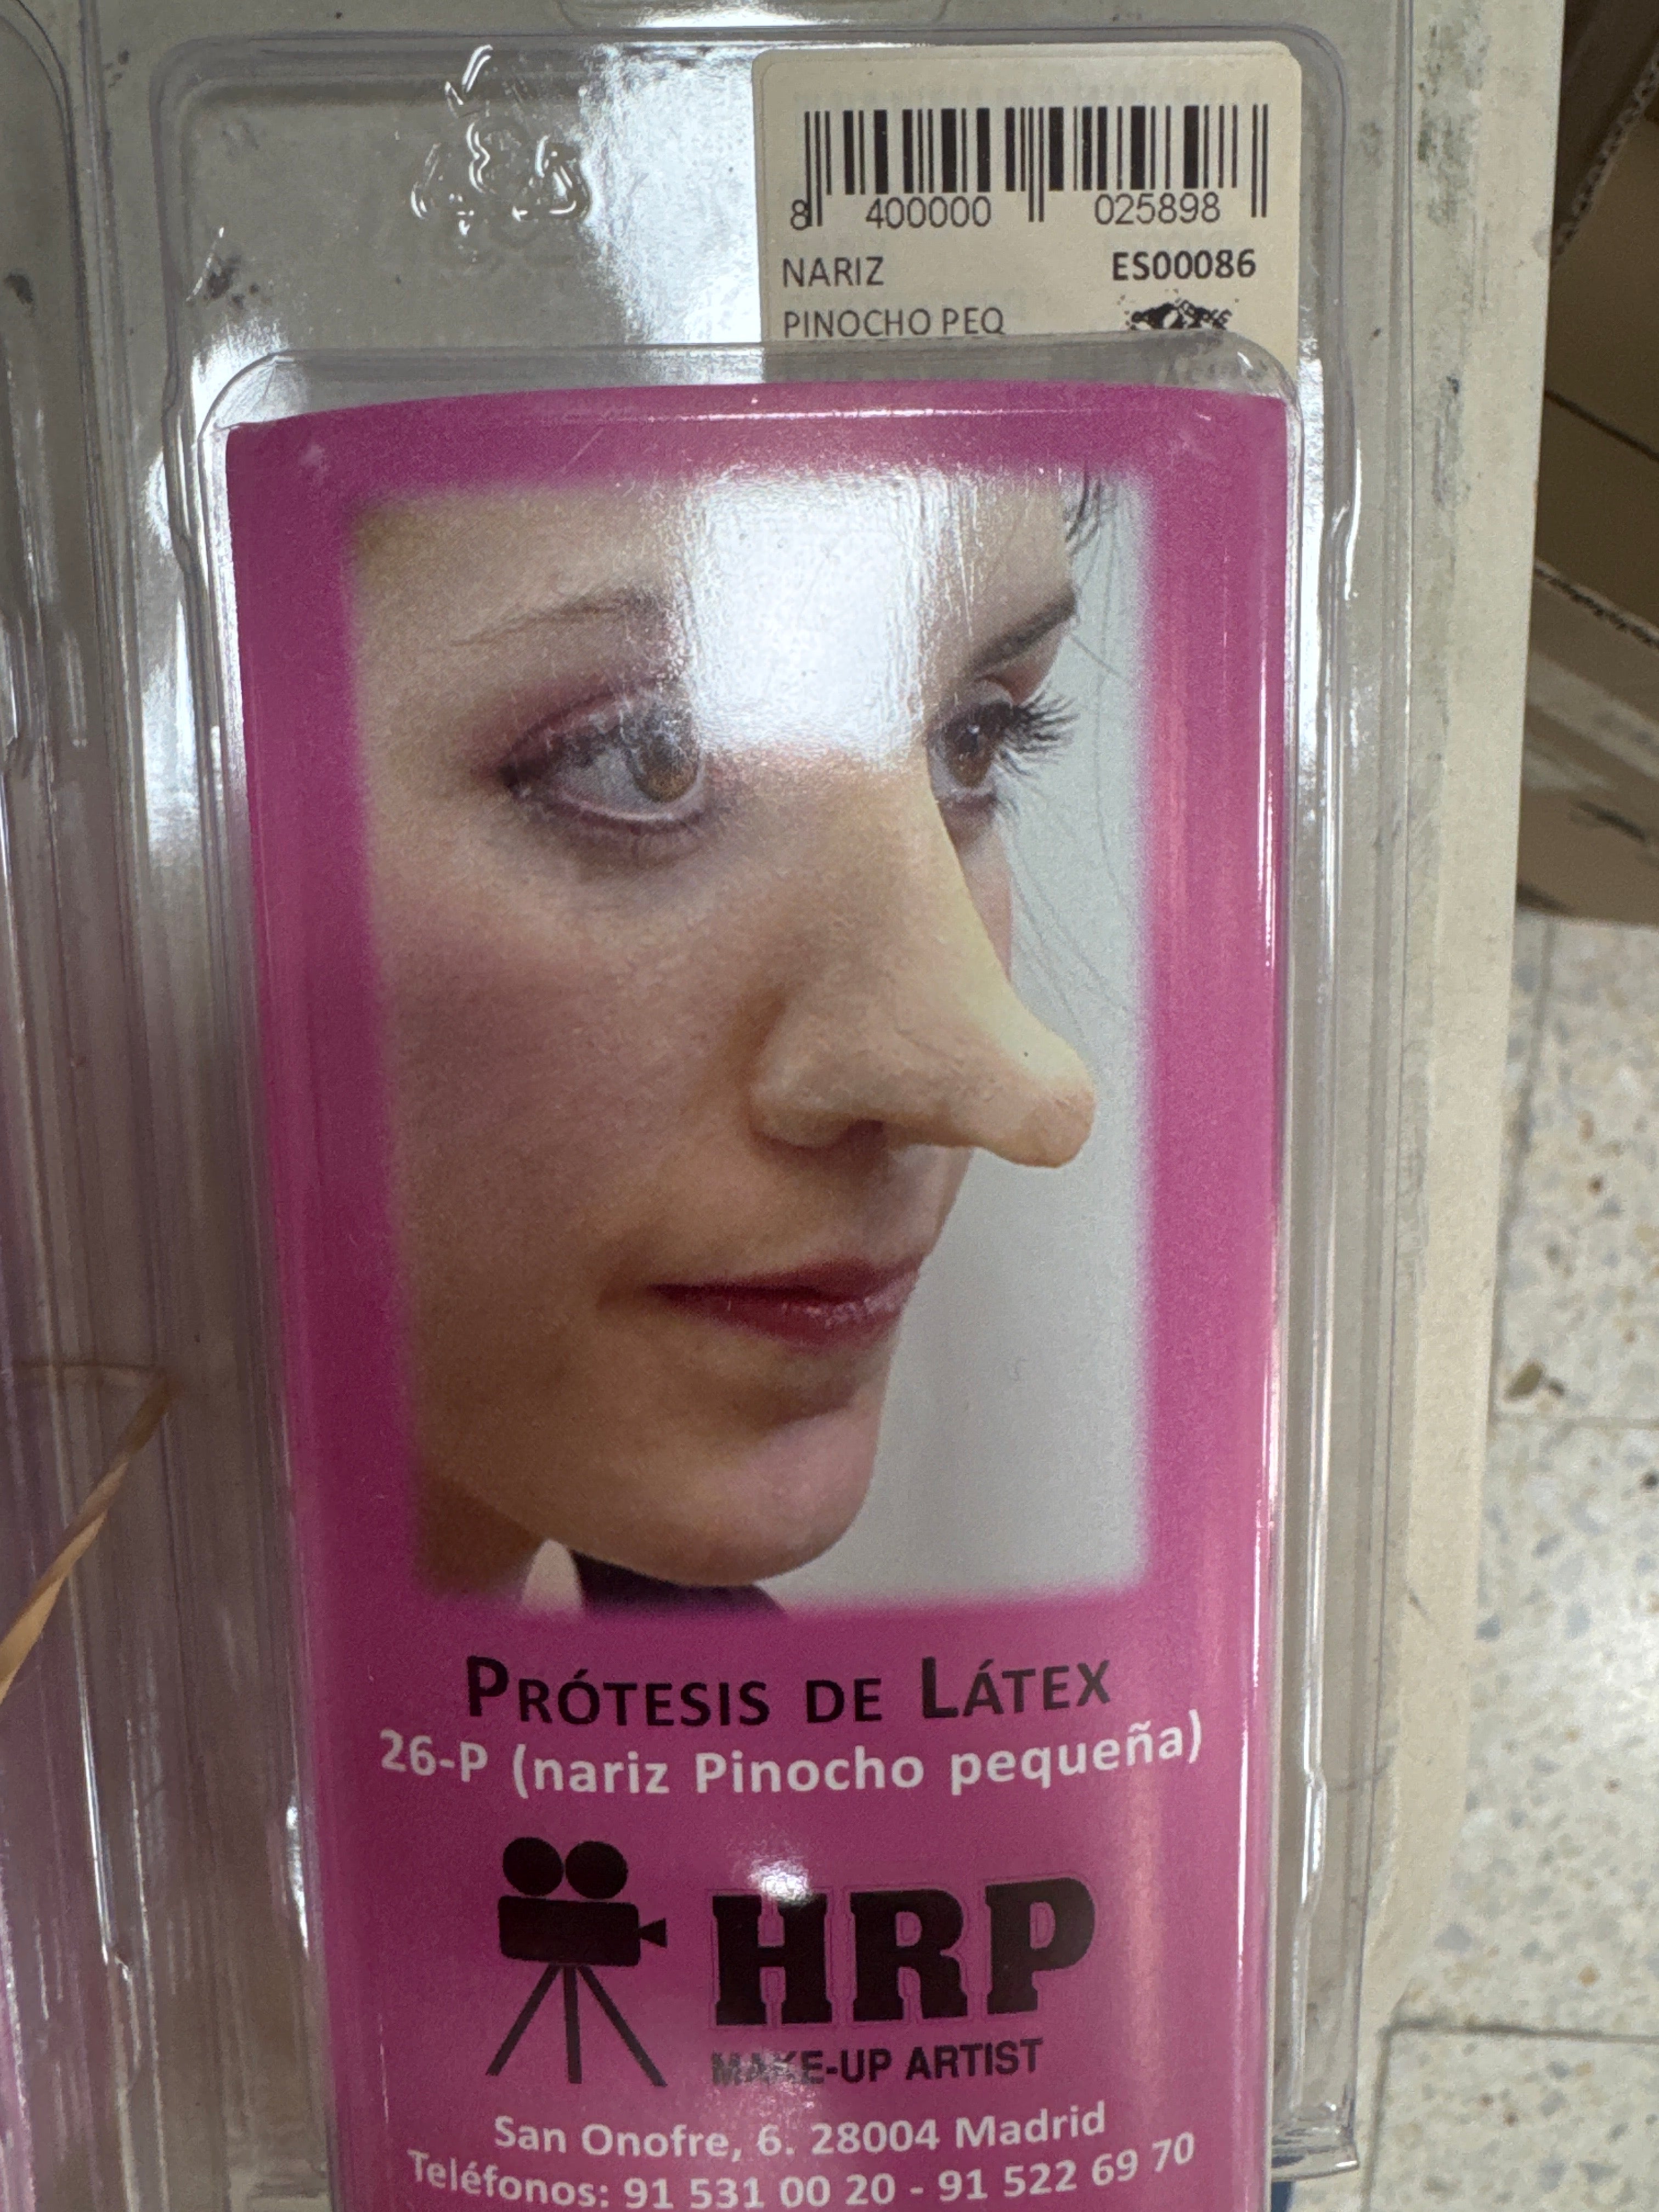 8 400000 025898
NARIZ ES00086
PINOCHO PEQ
PRÓTESIS DE LÁTEX
26-P (nariz Pinocho pequeña)
HRP
MAKE-UP ARTIST
San Onofre, 6. 28004 Madrid
Teléfonos: 91 531 00 20 - 91 522 69 70